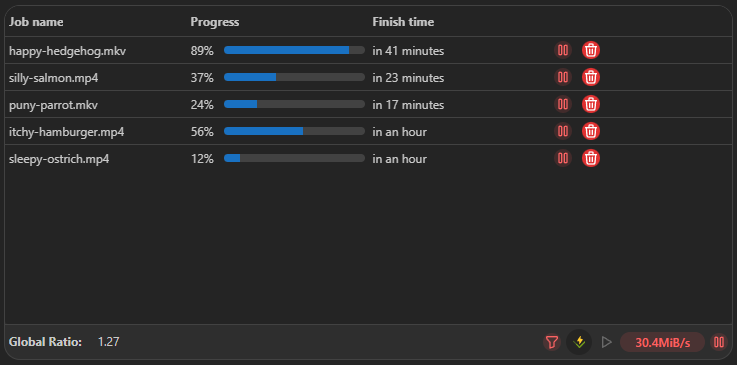 Job name Progress Finish time
happy-hedgehog.mkv 89% in 41 minutes
silly-salmon.mp4 37% in 23 minutes
puny-parrot.mkv 24% in 17 minutes
itchy-hamburger.mp4 56% in an hour
sleepy-ostrich.mp4 12% in an hour
Global Ratio: 1.27 30.4MiB/s